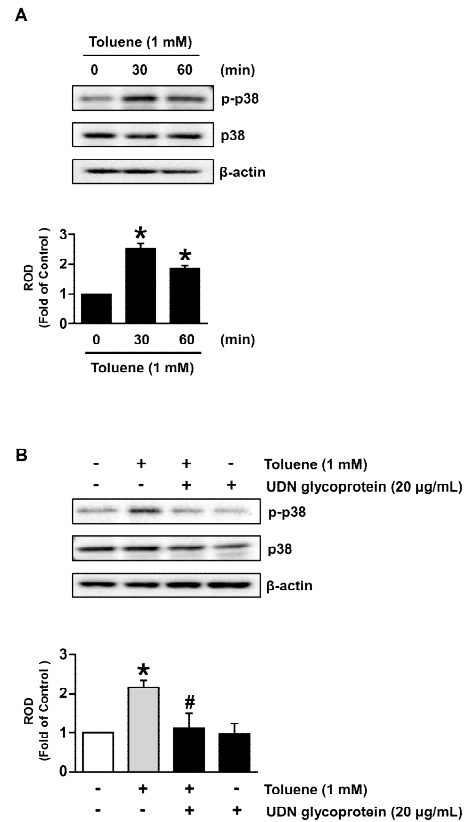 A
Toluene (1 mM)
0 30 60 (min)
p-p38
p38
β-actin
3
2
1
0
ROD
(Fold of Control )
* *
0 30 60 (min)
Toluene (1 mM)
B
- + + - Toluene (1 mM)
- - + + UDN glycoprotein (20 μg/mL)
p-p38
p38
β-actin
3
2
1
0
ROD
(Fold of Control )
* #
- + + - Toluene (1 mM)
- - + + UDN glycoprotein (20 μg/mL)